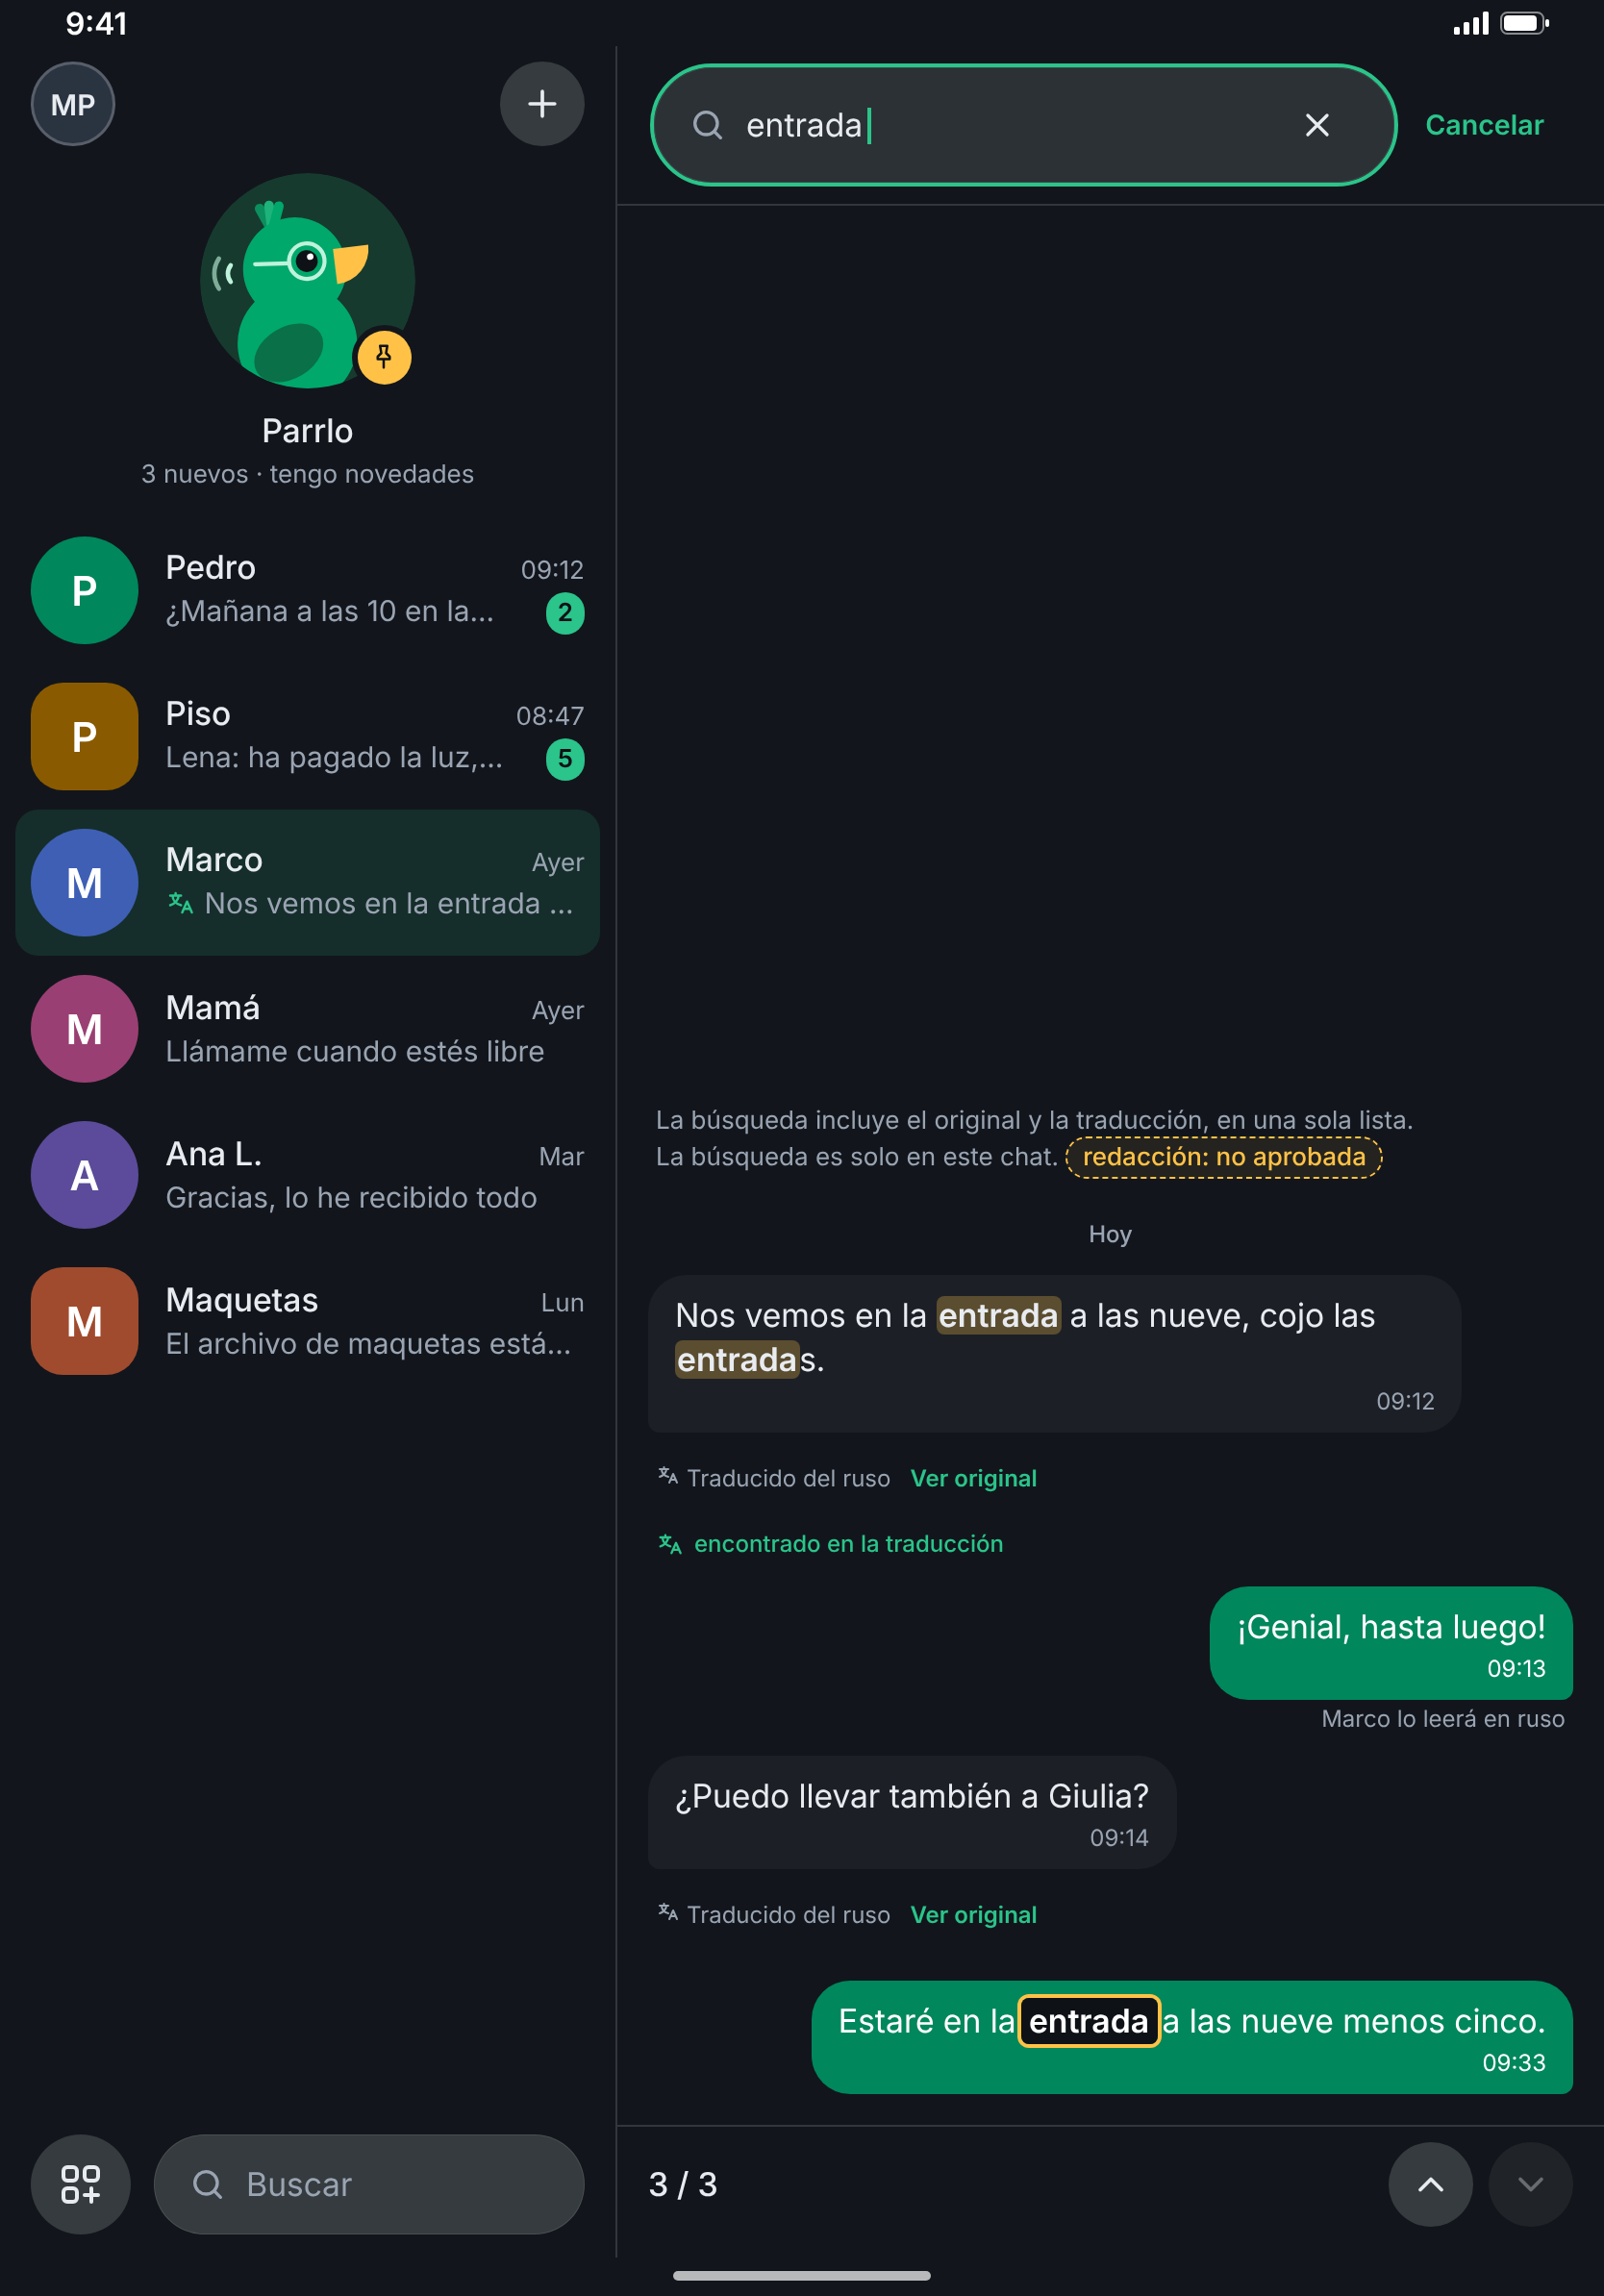 9:41
MP
Parrlo
3 nuevos · tengo novedades
P
Pedro
09:12
¿Mañana a las 10 en la...
2
P
Piso
08:47
Lena: ha pagado la luz,...
5
M
Marco
Ayer
Nos vemos en la entrada ...
M
Mamá
Ayer
Llámame cuando estés libre
A
Ana L.
Mar
Gracias, lo he recibido todo
M
Maquetas
Lun
El archivo de maquetas está...
Buscar
entrada
Cancelar
La búsqueda incluye el original y la traducción, en una sola lista.
La búsqueda es solo en este chat. redacción: no aprobada
Hoy
Nos vemos en la entrada a las nueve, cojo las
entradas.
09:12
Traducido del ruso Ver original
encontrado en la traducción
¡Genial, hasta luego!
09:13
Marco lo leerá en ruso
¿Puedo llevar también a Giulia?
09:14
Traducido del ruso Ver original
Estaré en la entrada a las nueve menos cinco.
09:33
3 / 3